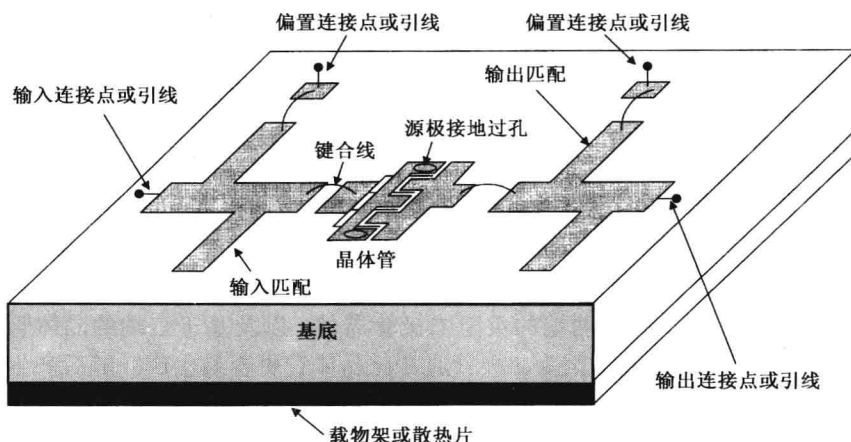 偏置连接点或引线
偏置连接点或引线
输出匹配
输入连接点或引线
源极接地过孔
键合线
晶体管
输入匹配
基底
输出连接点或引线
载物架或散热片